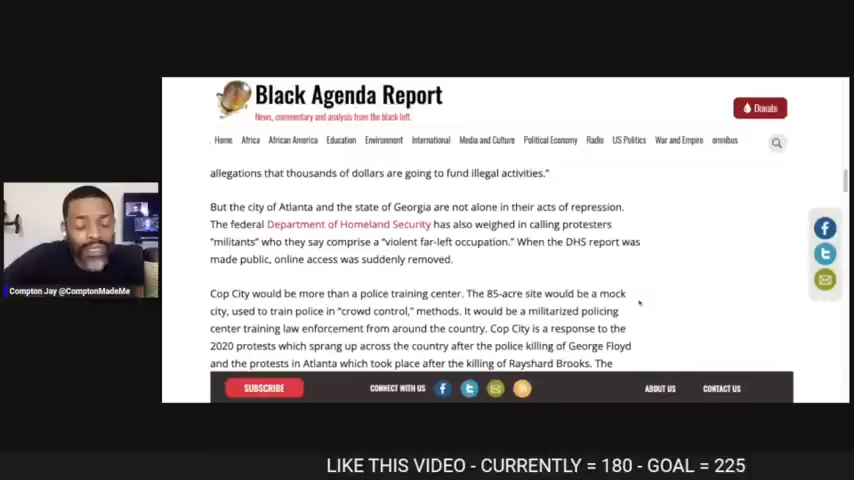 Black Agenda Report
News, commentary and analysis from the black left.
Donate
Home Africa African America Education Environment International Media and Culture Political Economy Radio US Politics War and Empire omnibus
allegations that thousands of dollars are going to fund illegal activities."
But the city of Atlanta and the state of Georgia are not alone in their acts of repression.
The federal Department of Homeland Security has also weighed in calling protesters
"militants" who they say comprise a "violent far-left occupation." When the DHS report was
made public, online access was suddenly removed.
Cop City would be more than a police training center. The 85-acre site would be a mock
city, used to train police in "crowd control," methods. It would be a militarized policing
center training law enforcement from around the country. Cop City is a response to the
2020 protests which sprang up across the country after the police killing of George Floyd
and the protests in Atlanta which took place after the killing of Rayshard Brooks. The
SUBSCRIBE
CONNECT WITH US
ABOUT US
CONTACT US
Compton Jay @ComptonMadeMe
LIKE THIS VIDEO - CURRENTLY = 180 - GOAL = 225